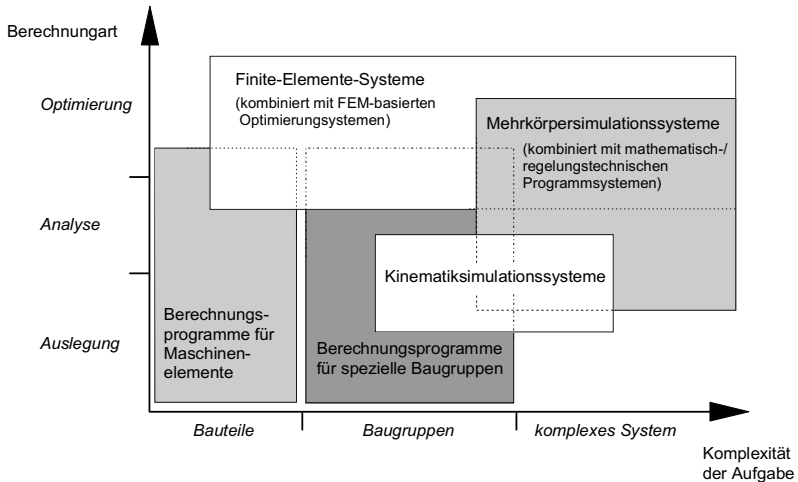 Berechnungart
Optimierung
Analyse
Auslegung
Finite-Elemente-Systeme
(kombiniert mit FEM-basierten
Optimierungsystemen)
Mehrkörpersimulationssysteme
(kombiniert mit mathematisch-/
regelungstechnischen
Programmsystemen)
Kinematiksimulationssysteme
Berechnungs-
programme für
Maschinen-
elemente
Berechnungsprogramme
für spezielle Baugruppen
Bauteile
Baugruppen
komplexes System
Komplexität
der Aufgabe